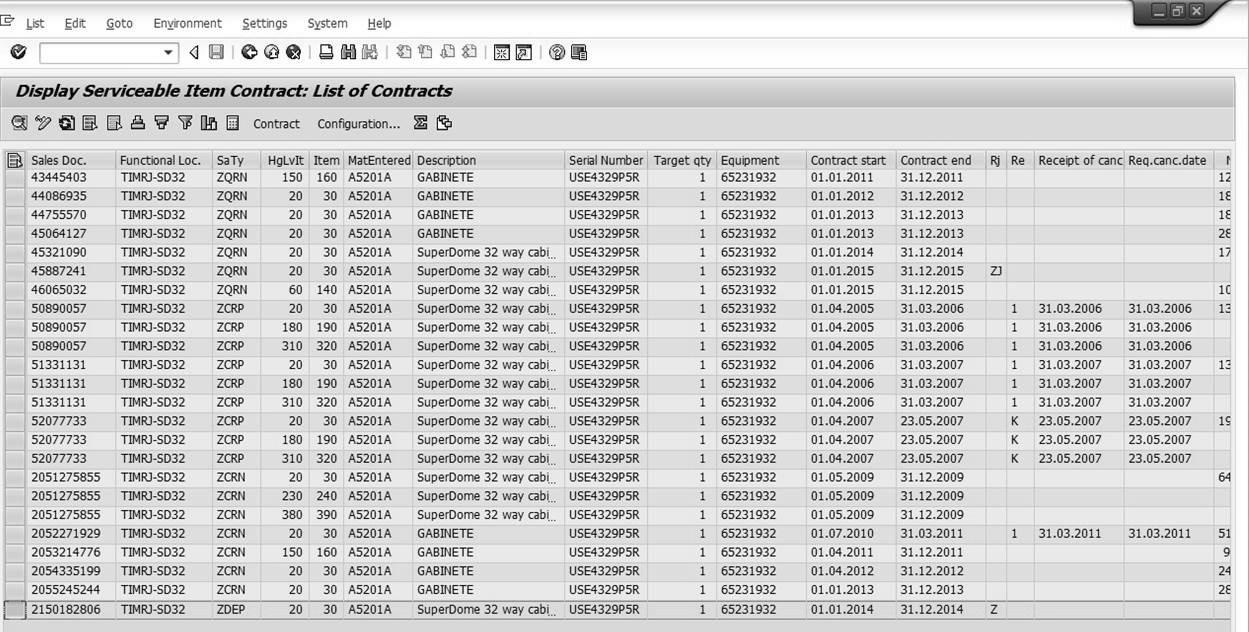 List Edit Goto Environment Settings System Help
Display Serviceable Item Contract: List of Contracts
Contract Configuration...
Sales Doc. Functional Loc. SaTy HgLvIt Item MatEntered Description Serial Number Target qty Equipment Contract start Contract end Rj Re Receipt of canc Req.canc.date
43445403 TIMRJ-SD32 ZQRN 150 160 A5201A GABINETE USE4329P5R 1 65231932 01.01.2011 31.12.2011 12
44086935 TIMRJ-SD32 ZQRN 20 30 A5201A GABINETE USE4329P5R 1 65231932 01.01.2012 31.12.2012 18
44755570 TIMRJ-SD32 ZQRN 20 30 A5201A GABINETE USE4329P5R 1 65231932 01.01.2013 31.12.2013 18
45064127 TIMRJ-SD32 ZQRN 20 30 A5201A GABINETE USE4329P5R 1 65231932 01.01.2013 31.12.2013 28
45321090 TIMRJ-SD32 ZQRN 20 30 A5201A SuperDome 32 way cabi... USE4329P5R 1 65231932 01.01.2014 31.12.2014 17
45887241 TIMRJ-SD32 ZQRN 20 30 A5201A SuperDome 32 way cabi... USE4329P5R 1 65231932 01.01.2015 31.12.2015 ZJ
46065032 TIMRJ-SD32 ZQRN 60 140 A5201A SuperDome 32 way cabi... USE4329P5R 1 65231932 01.01.2015 31.12.2015 10
50890057 TIMRJ-SD32 ZCRP 20 30 A5201A SuperDome 32 way cabi... USE4329P5R 1 65231932 01.04.2005 31.03.2006 1 31.03.2006 31.03.2006 13
50890057 TIMRJ-SD32 ZCRP 180 190 A5201A SuperDome 32 way cabi... USE4329P5R 1 65231932 01.04.2005 31.03.2006 1 31.03.2006 31.03.2006
50890057 TIMRJ-SD32 ZCRP 310 320 A5201A SuperDome 32 way cabi... USE4329P5R 1 65231932 01.04.2005 31.03.2006 1 31.03.2006 31.03.2006
51331131 TIMRJ-SD32 ZCRP 20 30 A5201A SuperDome 32 way cabi... USE4329P5R 1 65231932 01.04.2006 31.03.2007 1 31.03.2007 31.03.2007 13
51331131 TIMRJ-SD32 ZCRP 180 190 A5201A SuperDome 32 way cabi... USE4329P5R 1 65231932 01.04.2006 31.03.2007 1 31.03.2007 31.03.2007
51331131 TIMRJ-SD32 ZCRP 310 320 A5201A SuperDome 32 way cabi... USE4329P5R 1 65231932 01.04.2006 31.03.2007 1 31.03.2007 31.03.2007
52077733 TIMRJ-SD32 ZCRP 20 30 A5201A SuperDome 32 way cabi... USE4329P5R 1 65231932 01.04.2007 23.05.2007 K 23.05.2007 23.05.2007 19
52077733 TIMRJ-SD32 ZCRP 180 190 A5201A SuperDome 32 way cabi... USE4329P5R 1 65231932 01.04.2007 23.05.2007 K 23.05.2007 23.05.2007
52077733 TIMRJ-SD32 ZCRP 310 320 A5201A SuperDome 32 way cabi... USE4329P5R 1 65231932 01.04.2007 23.05.2007 K 23.05.2007 23.05.2007
2051275855 TIMRJ-SD32 ZCRN 20 30 A5201A SuperDome 32 way cabi... USE4329P5R 1 65231932 01.05.2009 31.12.2009 64
2051275855 TIMRJ-SD32 ZCRN 230 240 A5201A SuperDome 32 way cabi... USE4329P5R 1 65231932 01.05.2009 31.12.2009
2051275855 TIMRJ-SD32 ZCRN 380 390 A5201A SuperDome 32 way cabi... USE4329P5R 1 65231932 01.05.2009 31.12.2009
2052271929 TIMRJ-SD32 ZCRN 20 30 A5201A GABINETE USE4329P5R 1 65231932 01.07.2010 31.03.2011 1 31.03.2011 31.03.2011 51
2053214776 TIMRJ-SD32 ZCRN 150 160 A5201A GABINETE USE4329P5R 1 65231932 01.04.2011 31.12.2011 9
2054335199 TIMRJ-SD32 ZCRN 20 30 A5201A GABINETE USE4329P5R 1 65231932 01.04.2012 31.12.2012 24
2055245244 TIMRJ-SD32 ZCRN 20 30 A5201A GABINETE USE4329P5R 1 65231932 01.01.2013 31.12.2013 28
2150182806 TIMRJ-SD32 ZDEP 20 30 A5201A SuperDome 32 way cabi... USE4329P5R 1 65231932 01.01.2014 31.12.2014 Z